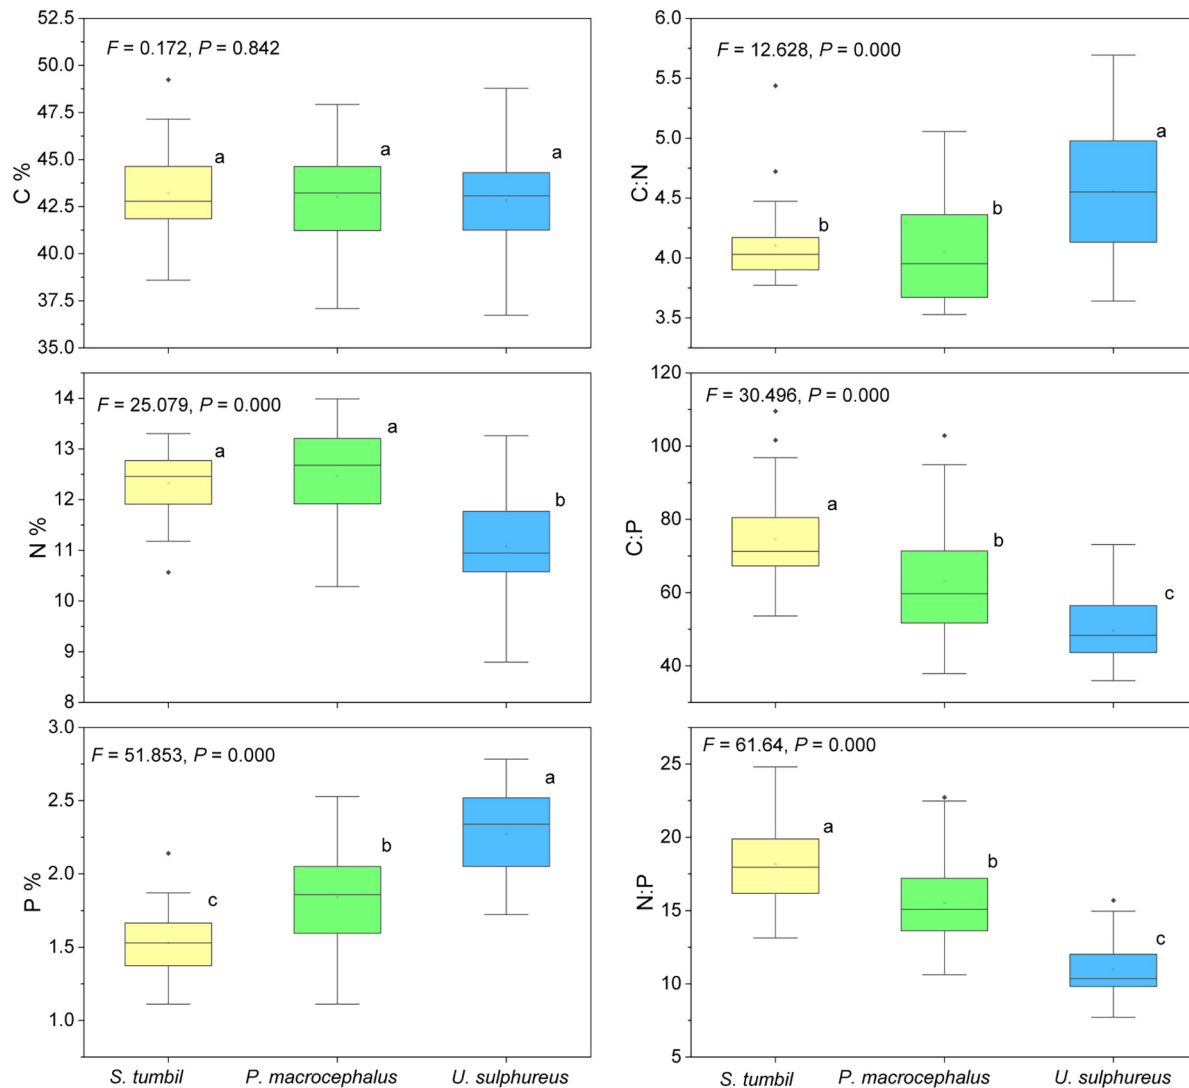 52.5
50.0
47.5
45.0
42.5
40.0
37.5
35.0
C %
F = 0.172, P = 0.842
a
a
a
6.0
5.5
5.0
4.5
4.0
3.5
C:N
F = 12.628, P = 0.000
b
b
a
14
13
12
11
10
9
8
N %
F = 25.079, P = 0.000
a
a
b
120
100
80
60
40
C:P
F = 30.496, P = 0.000
a
b
c
3.0
2.5
2.0
1.5
1.0
P %
F = 51.853, P = 0.000
c
b
a
S. tumbil P. macrocephalus U. sulphureus
25
20
15
10
5
N:P
F = 61.64, P = 0.000
a
b
c
S. tumbil P. macrocephalus U. sulphureus